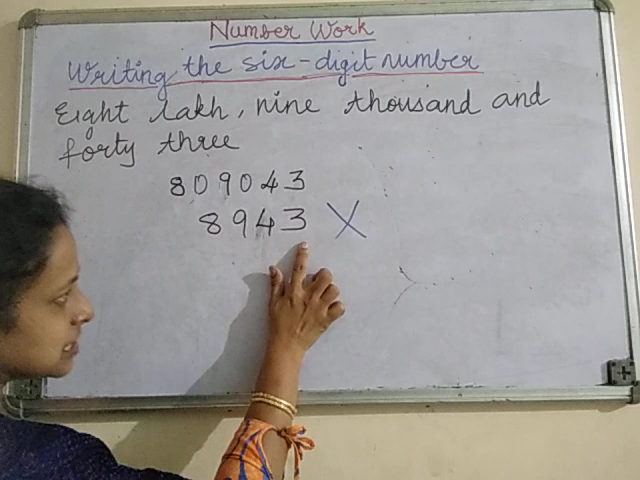 Number Work
Writing the six-digit number
Eight lakh, nine thousand and
forty three
809043
8943 X